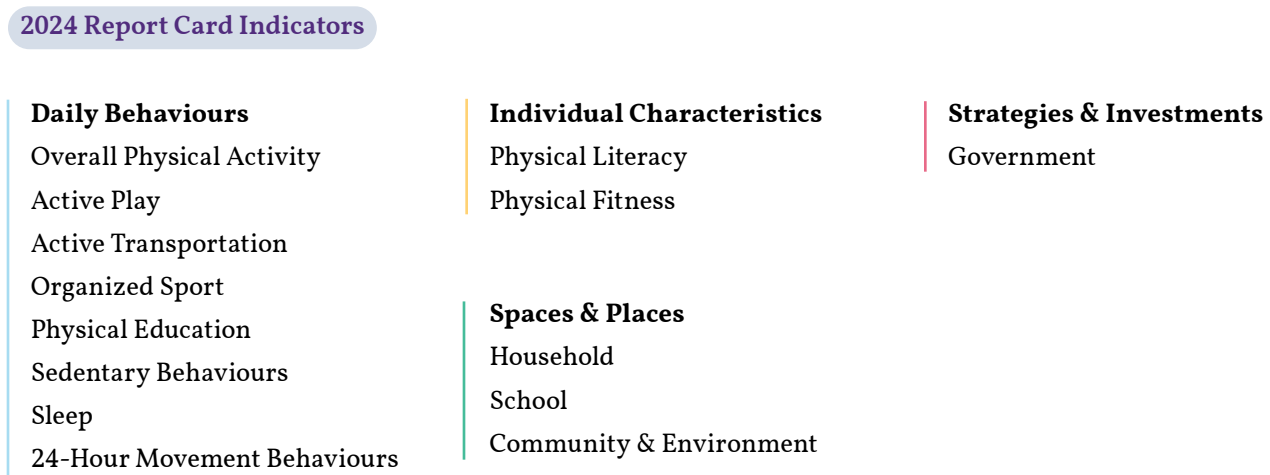 2024 Report Card Indicators
Daily Behaviours
Overall Physical Activity
Active Play
Active Transportation
Organized Sport
Physical Education
Sedentary Behaviours
Sleep
24-Hour Movement Behaviours
Individual Characteristics
Physical Literacy
Physical Fitness
Spaces & Places
Household
School
Community & Environment
Strategies & Investments
Government